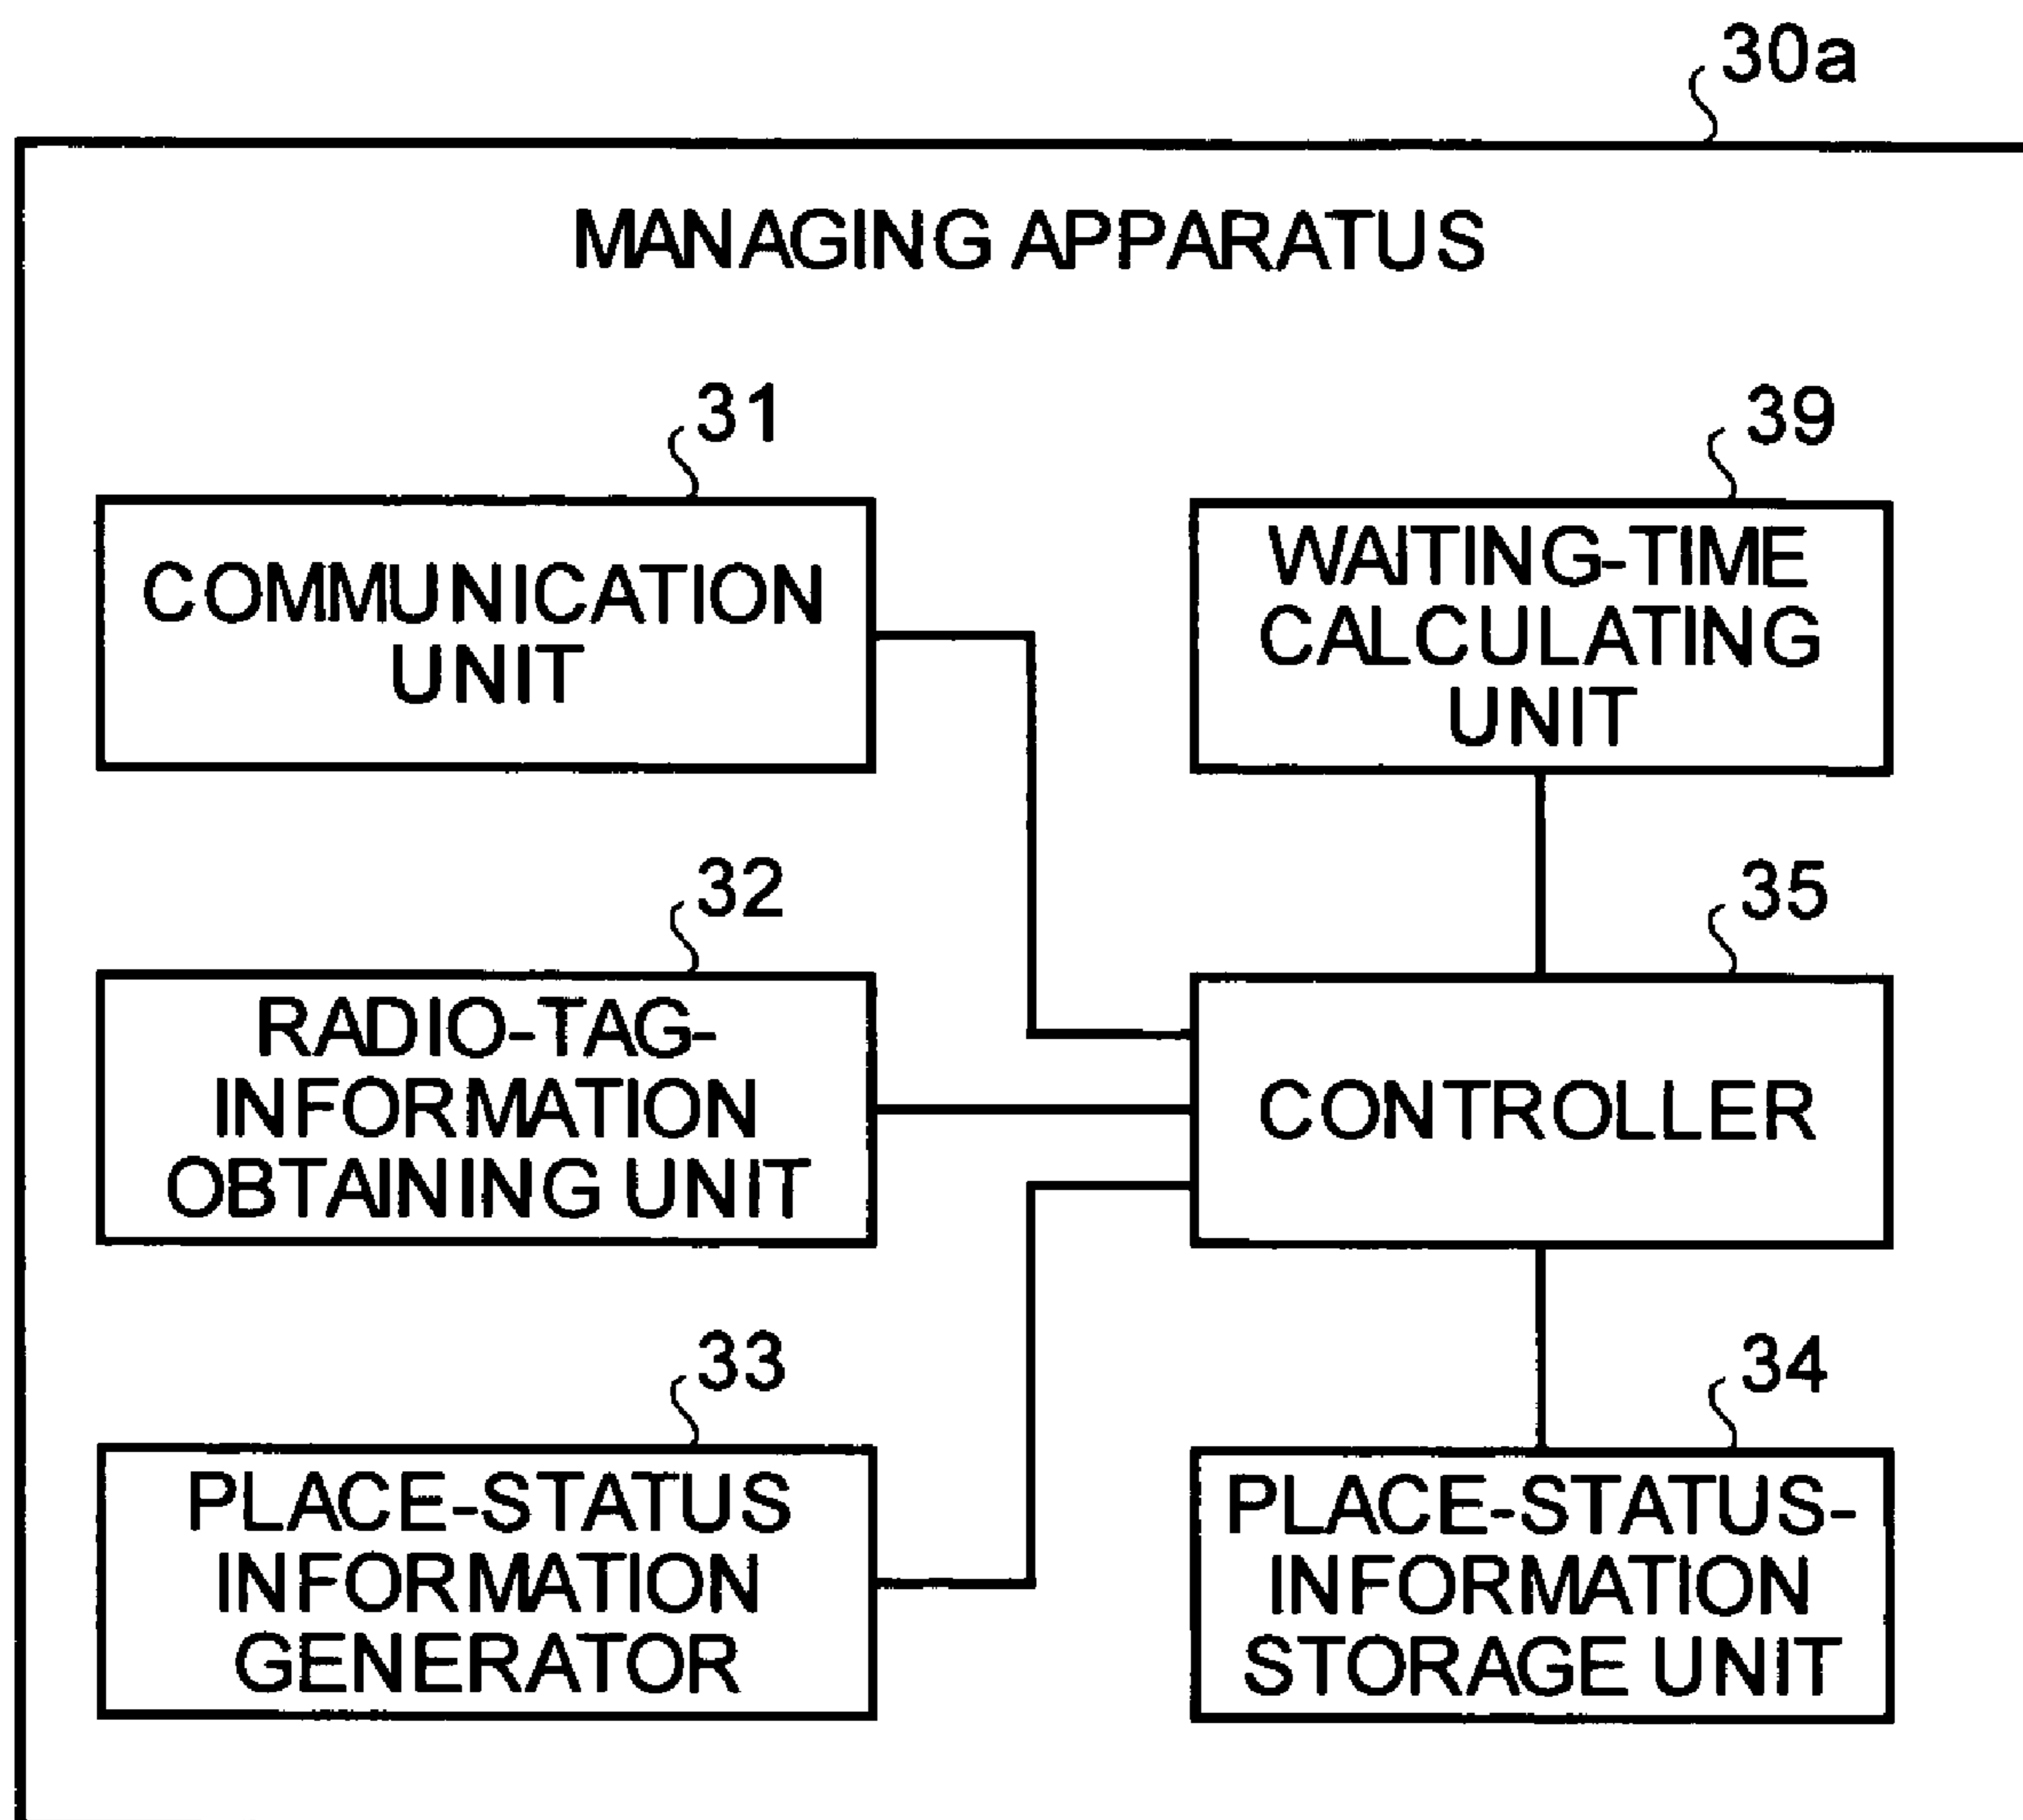 30a
MANAGING APPARATUS
31
COMMUNICATION
UNIT
39
WAITING-TIME
CALCULATING
UNIT
32
RADIO-TAG-
INFORMATION
OBTAINING UNIT
35
CONTROLLER
33
PLACE-STATUS
INFORMATION
GENERATOR
34
PLACE-STATUS-
INFORMATION
STORAGE UNIT